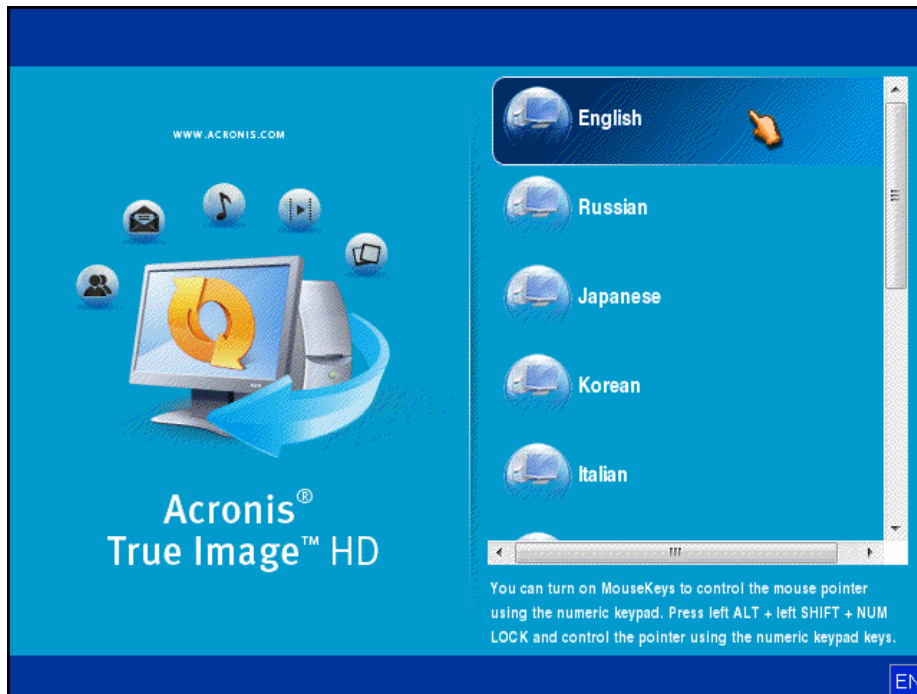 WWW.ACRONIS.COM
Acronis®
True Image™ HD
English
Russian
Japanese
Korean
Italian
You can turn on MouseKeys to control the mouse pointer
using the numeric keypad. Press left ALT + left SHIFT + NUM
LOCK and control the pointer using the numeric keypad keys.
EN